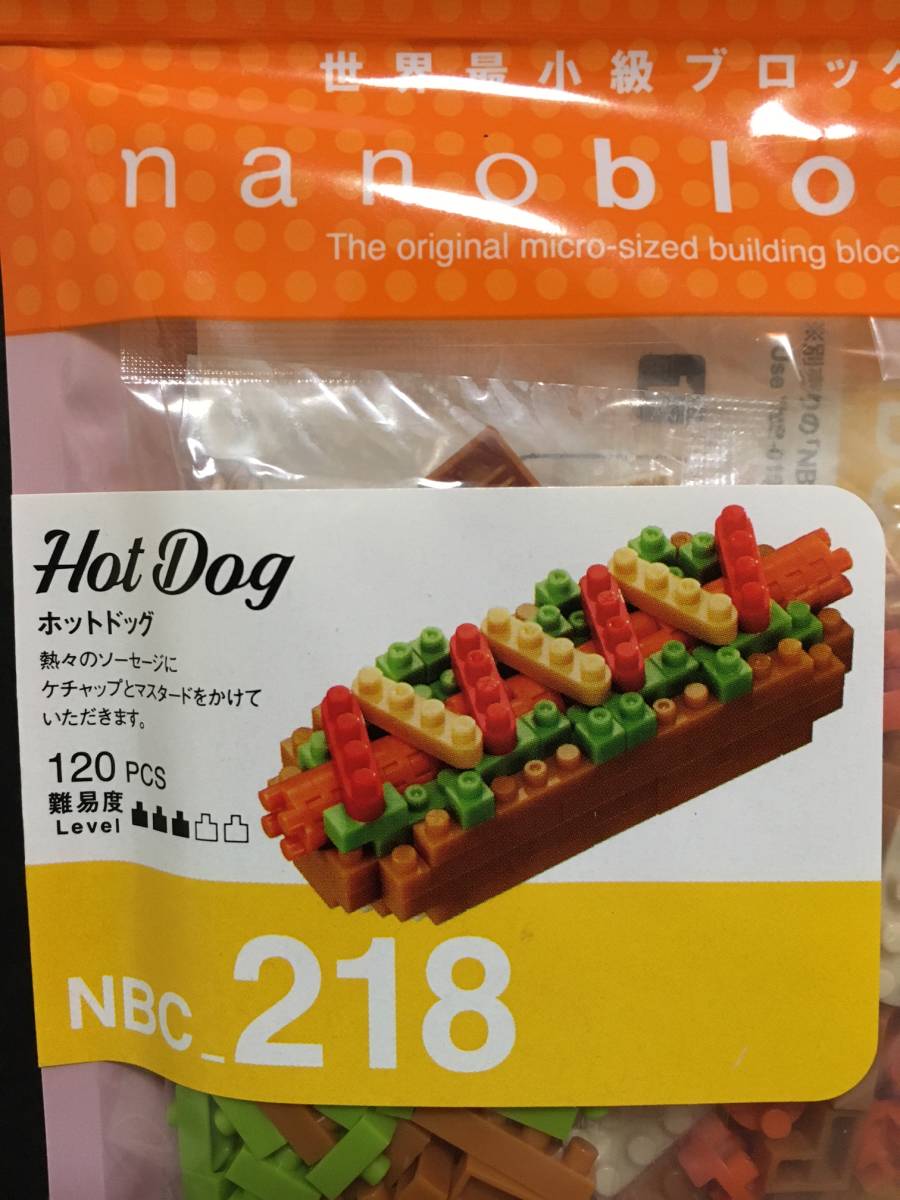 世界最小級ブロック
nanoblo
The original micro-sized building bloc
Hot Dog
ホットドッグ
熱々のソーセージに
ケチャップとマスタードをかけて
いただきます。
120 PCS
難易度
Level
NBC_218